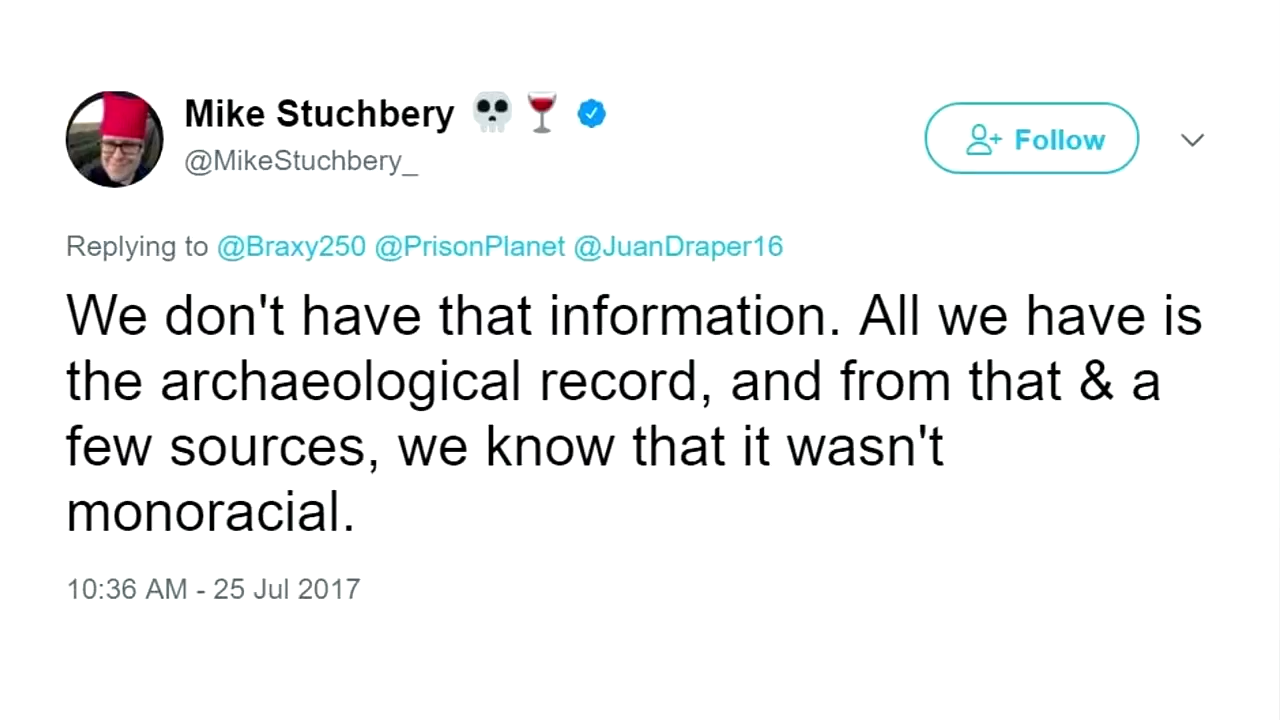 Mike Stuchbery 💀🍷
@MikeStuchbery_
Follow
Replying to @Braxy250 @PrisonPlanet @JuanDraper16
We don't have that information. All we have is
the archaeological record, and from that & a
few sources, we know that it wasn't
monoracial.
10:36 AM - 25 Jul 2017